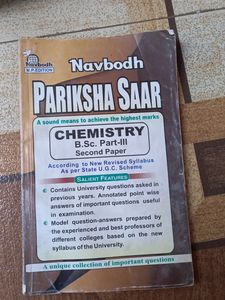 Navbodh
M.P. EDITION
Navbodh
PARIKSHA SAAR
A sound means to achieve the highest marks
CHEMISTRY
B.Sc. Part-III
Second Paper
According to New Revised Syllabus
As per State U.G.C. Scheme
SALIENT FEATURES
● Contains University questions asked in
previous years. Annotated point wise
answers of important questions useful
in examination.
● Model question-answers prepared by
the experienced and best professors of
different colleges based on the new
syllabus of the University.
A unique collection of important questions